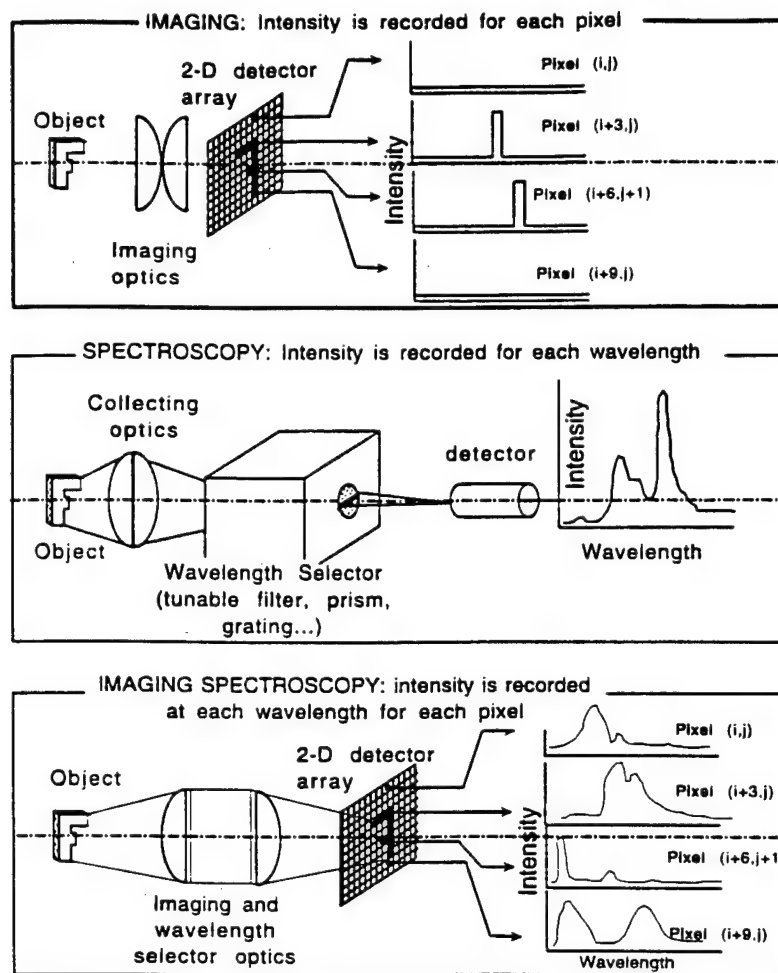 IMAGING: Intensity is recorded for each pixel
2-D detector
array
Object
Imaging
optics
Intensity
Pixel (i,j)
Pixel (i+3,j)
Pixel (i+6,j+1)
Pixel (i+9,j)
SPECTROSCOPY: Intensity is recorded for each wavelength
Collecting
optics
Object
Wavelength Selector
(tunable filter, prism,
grating...)
detector
Intensity
Wavelength
IMAGING SPECTROSCOPY: intensity is recorded
at each wavelength for each pixel
2-D detector
array
Object
Imaging and
wavelength
selector optics
Intensity
Pixel (i,j)
Pixel (i+3,j)
Pixel (i+6,j+1
Pixel (i+9,j)
Wavelength